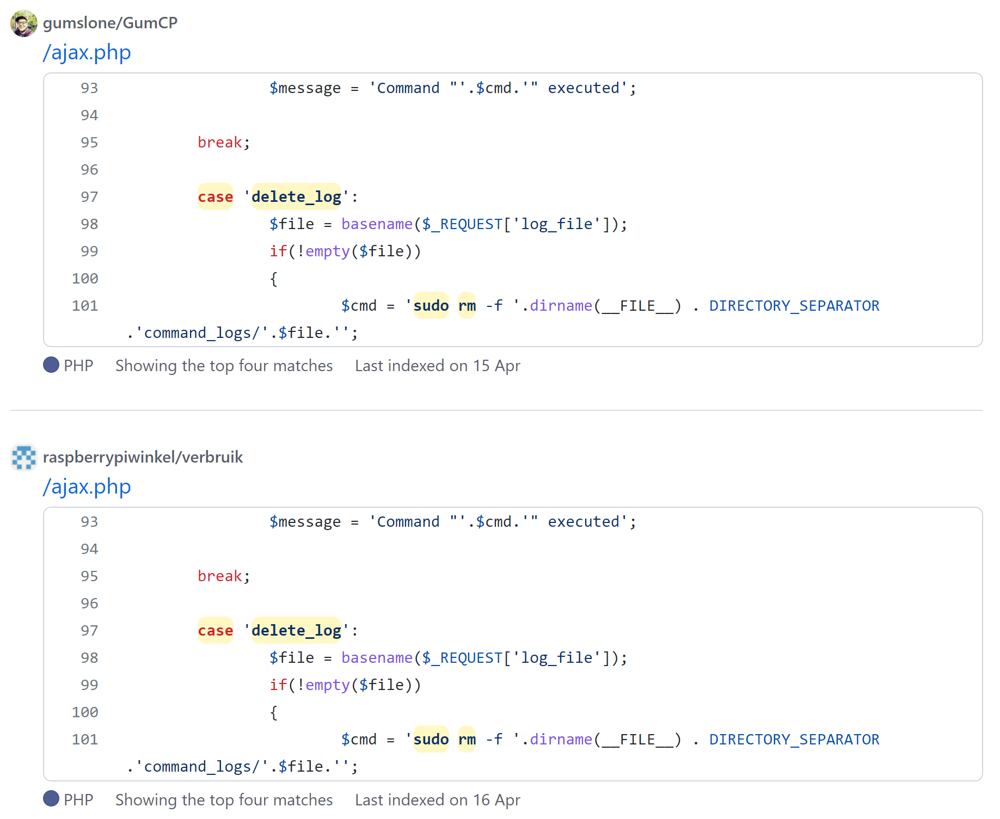 gumslone/GumCP
/ajax.php
93 $message = 'Command "'.$cmd.'" executed';
94
95 break;
96
97 case 'delete_log':
98 $file = basename($_REQUEST['log_file']);
99 if(!empty($file))
100 {
101 $cmd = 'sudo rm -f '.dirname(__FILE__) . DIRECTORY_SEPARATOR
.'command_logs/'.$file.'';
PHP Showing the top four matches Last indexed on 15 Apr
raspberrypiwinkel/verbruik
/ajax.php
93 $message = 'Command "'.$cmd.'" executed';
94
95 break;
96
97 case 'delete_log':
98 $file = basename($_REQUEST['log_file']);
99 if(!empty($file))
100 {
101 $cmd = 'sudo rm -f '.dirname(__FILE__) . DIRECTORY_SEPARATOR
.'command_logs/'.$file.'';
PHP Showing the top four matches Last indexed on 16 Apr